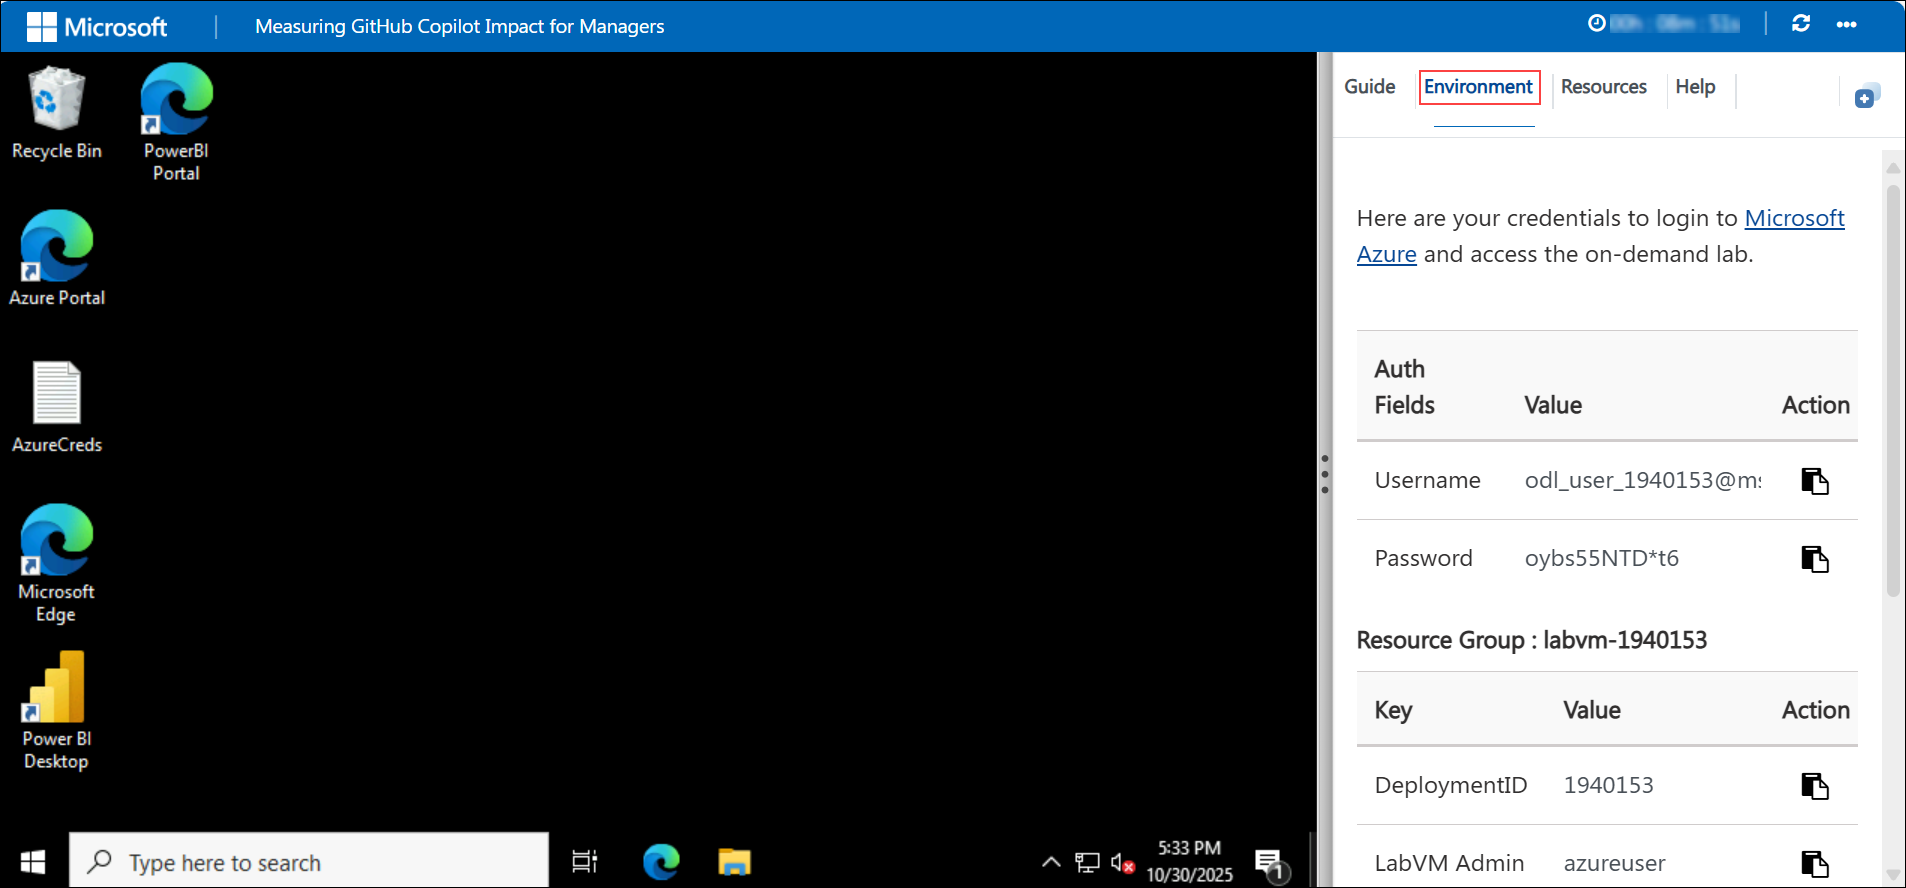 Microsoft
Measuring GitHub Copilot Impact for Managers
Recycle Bin
PowerBI
Portal
Azure Portal
AzureCreds
Microsoft
Edge
Power BI
Desktop
Type here to search
5:33 PM
10/30/2025
1
Guide
Environment
Resources
Help
Here are your credentials to login to Microsoft
Azure and access the on-demand lab.
Auth
Fields Value Action
Username odl_user_1940153@ms
Password oybs55NTD*t6
Resource Group : labvm-1940153
Key Value Action
DeploymentID 1940153
LabVM Admin azureuser